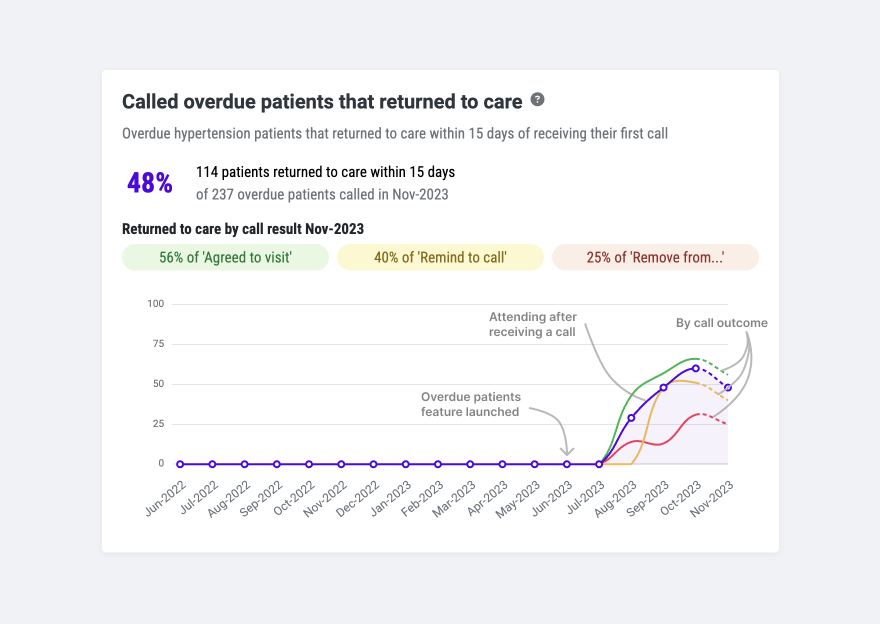 Called overdue patients that returned to care ?
Overdue hypertension patients that returned to care within 15 days of receiving their first call
48%
114 patients returned to care within 15 days
of 237 overdue patients called in Nov-2023
Returned to care by call result Nov-2023
56% of 'Agreed to visit'
40% of 'Remind to call'
25% of 'Remove from...'
100
75
50
25
0
Attending after
receiving a call
By call outcome
Overdue patients
feature launched
Jun-2022
Jul-2022
Aug-2022
Sep-2022
Oct-2022
Nov-2022
Dec-2022
Jan-2023
Feb-2023
Mar-2023
Apr-2023
May-2023
Jun-2023
Jul-2023
Aug-2023
Sep-2023
Oct-2023
Nov-2023